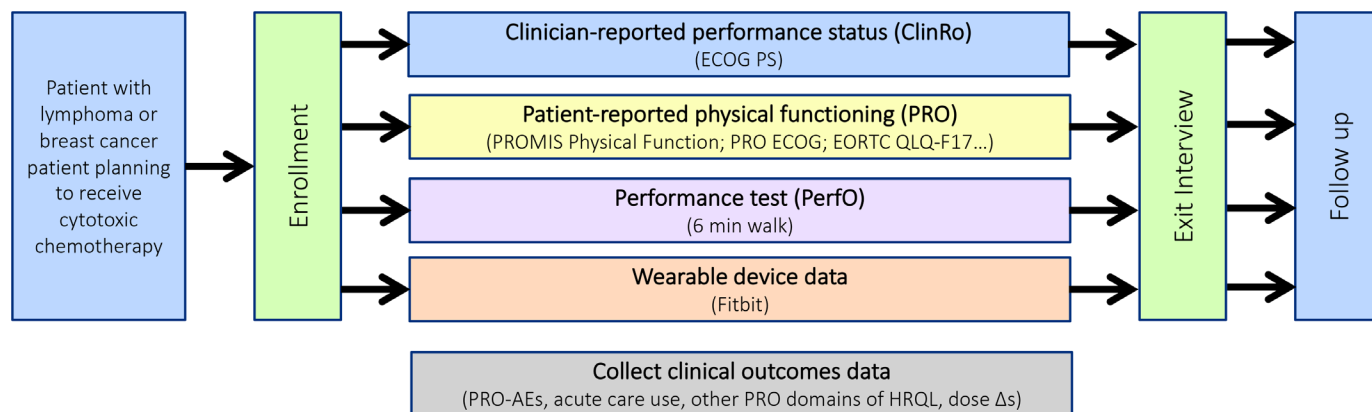 Patient with
lymphoma or
breast cancer
patient planning
to receive
cytotoxic
chemotherapy
Enrollment
Clinician-reported performance status (ClinRo)
(ECOG PS)
Patient-reported physical functioning (PRO)
(PROMIS Physical Function; PRO ECOG; EORTC QLQ-F17...)
Performance test (PerfO)
(6 min walk)
Wearable device data
(Fitbit)
Collect clinical outcomes data
(PRO-AEs, acute care use, other PRO domains of HRQL, dose Δs)
Exit Interview
Follow up